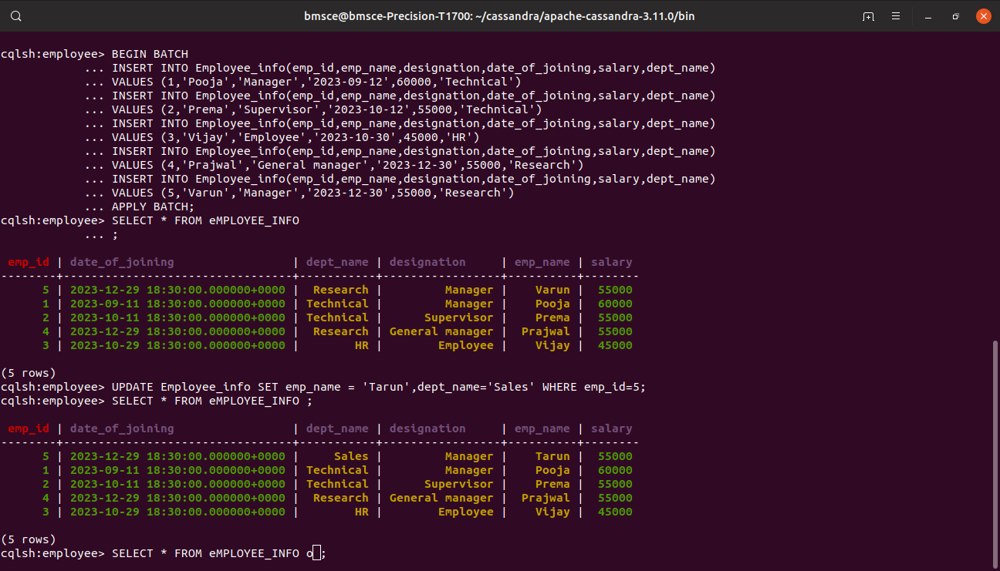 bmsce@bmsce-Precision-T1700: ~/cassandra/apache-cassandra-3.11.0/bin
cqlsh:employee> BEGIN BATCH
            ... INSERT INTO Employee_info(emp_id,emp_name,designation,date_of_joining,salary,dept_name)
            ... VALUES (1,'Pooja','Manager','2023-09-12',60000,'Technical')
            ... INSERT INTO Employee_info(emp_id,emp_name,designation,date_of_joining,salary,dept_name)
            ... VALUES (2,'Prema','Supervisor','2023-10-12',55000,'Technical')
            ... INSERT INTO Employee_info(emp_id,emp_name,designation,date_of_joining,salary,dept_name)
            ... VALUES (3,'Vijay','Employee','2023-10-30',45000,'HR')
            ... INSERT INTO Employee_info(emp_id,emp_name,designation,date_of_joining,salary,dept_name)
            ... VALUES (4,'Prajwal','General manager','2023-12-30',55000,'Research')
            ... INSERT INTO Employee_info(emp_id,emp_name,designation,date_of_joining,salary,dept_name)
            ... VALUES (5,'Varun','Manager','2023-12-30',55000,'Research')
            ... APPLY BATCH;
cqlsh:employee> SELECT * FROM eMPLOYEE_INFO
            ... ;
 emp_id | date_of_joining                 | dept_name | designation     | emp_name | salary
--------+---------------------------------+-----------+-----------------+----------+--------
      5 | 2023-12-29 18:30:00.000000+0000 |  Research |         Manager |    Varun |  55000
      1 | 2023-09-11 18:30:00.000000+0000 | Technical |         Manager |    Pooja |  60000
      2 | 2023-10-11 18:30:00.000000+0000 | Technical |      Supervisor |    Prema |  55000
      4 | 2023-12-29 18:30:00.000000+0000 |  Research | General manager |  Prajwal |  55000
      3 | 2023-10-29 18:30:00.000000+0000 |        HR |        Employee |    Vijay |  45000
(5 rows)
cqlsh:employee> UPDATE Employee_info SET emp_name = 'Tarun',dept_name='Sales' WHERE emp_id=5;
cqlsh:employee> SELECT * FROM eMPLOYEE_INFO ;
 emp_id | date_of_joining                 | dept_name | designation     | emp_name | salary
--------+---------------------------------+-----------+-----------------+----------+--------
      5 | 2023-12-29 18:30:00.000000+0000 |     Sales |         Manager |    Tarun |  55000
      1 | 2023-09-11 18:30:00.000000+0000 | Technical |         Manager |    Pooja |  60000
      2 | 2023-10-11 18:30:00.000000+0000 | Technical |      Supervisor |    Prema |  55000
      4 | 2023-12-29 18:30:00.000000+0000 |  Research | General manager |  Prajwal |  55000
      3 | 2023-10-29 18:30:00.000000+0000 |        HR |        Employee |    Vijay |  45000
(5 rows)
cqlsh:employee> SELECT * FROM eMPLOYEE_INFO o ;